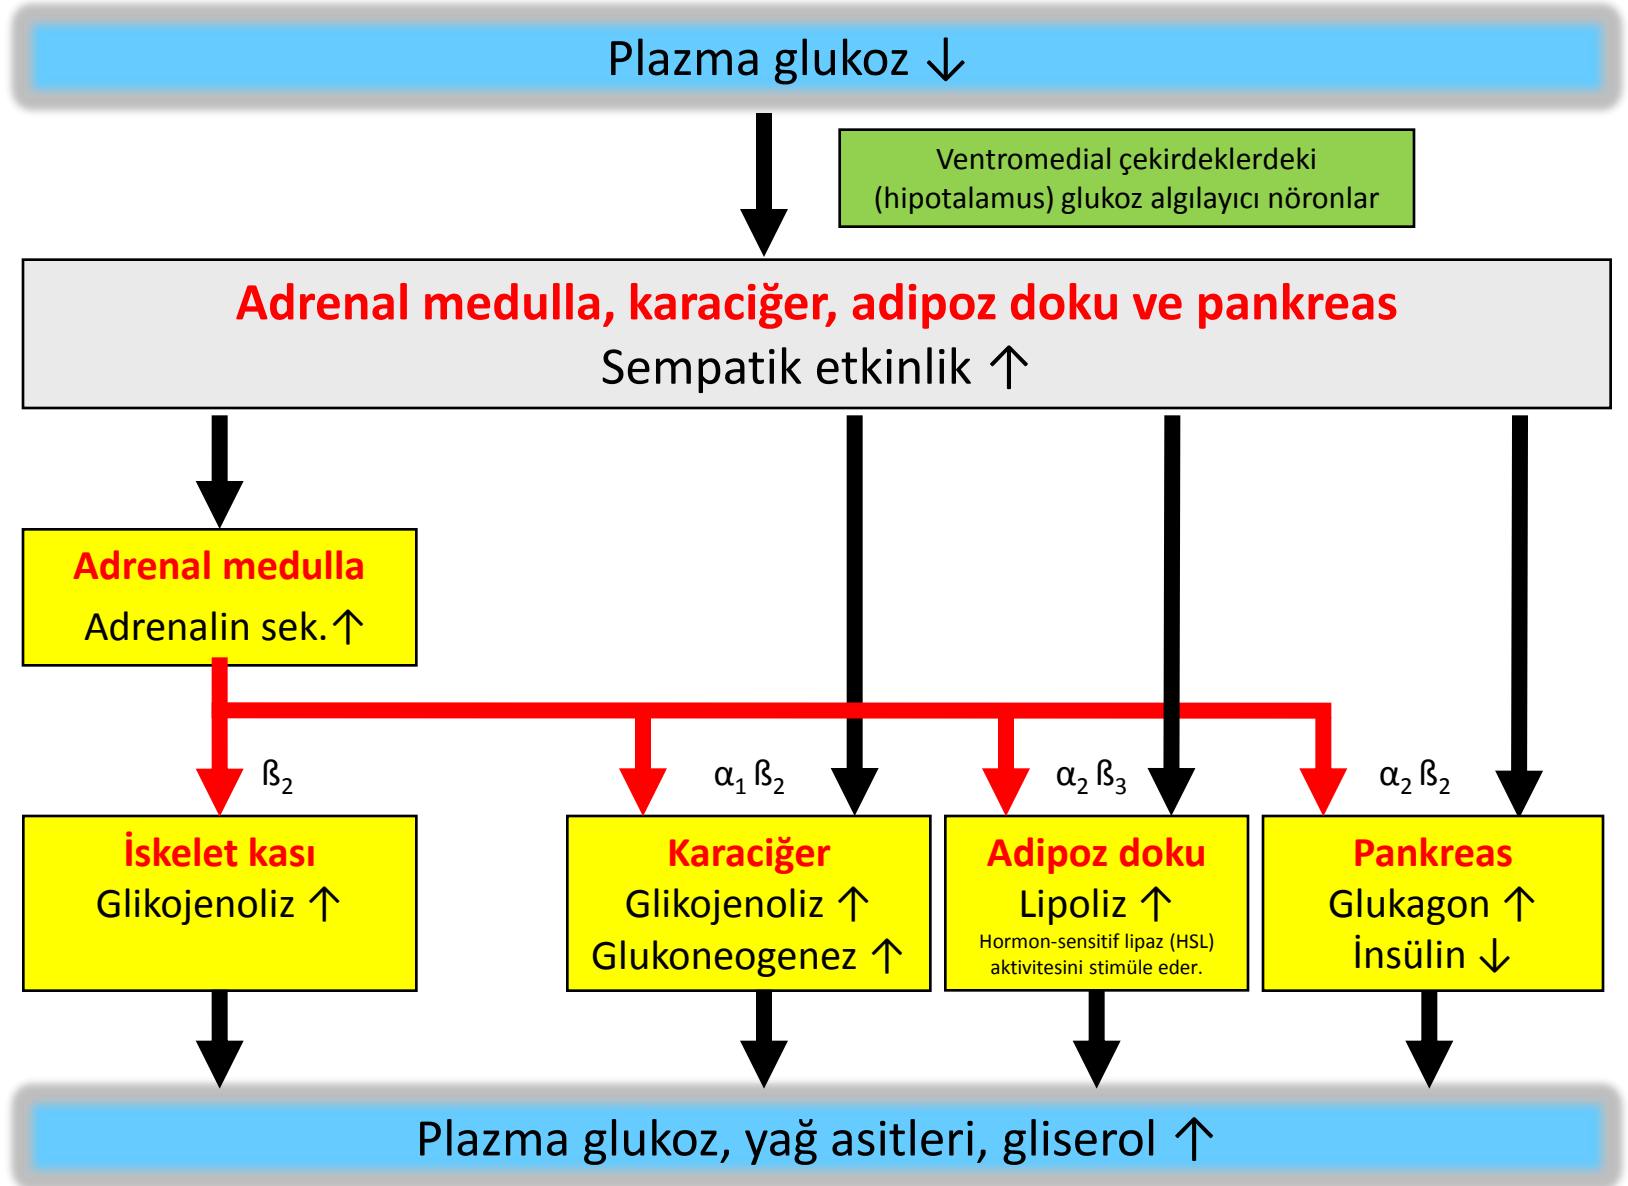 Plazma glukoz ↓
Ventromedial çekirdeklerdeki
(hipotalamus) glukoz algılayıcı nöronlar
Adrenal medulla, karaciğer, adipoz doku ve pankreas
Sempatik etkinlik ↑
Adrenal medulla
Adrenalin sek.↑
ß₂
α₁ ß₂
α₂ ß₃
α₂ ß₂
İskelet kası
Glikojenoliz ↑
Karaciğer
Glikojenoliz ↑
Glukoneogenez ↑
Adipoz doku
Lipoliz ↑
Hormon-sensitif lipaz (HSL)
aktivitesini stimüle eder.
Pankreas
Glukagon ↑
İnsülin ↓
Plazma glukoz, yağ asitleri, gliserol ↑